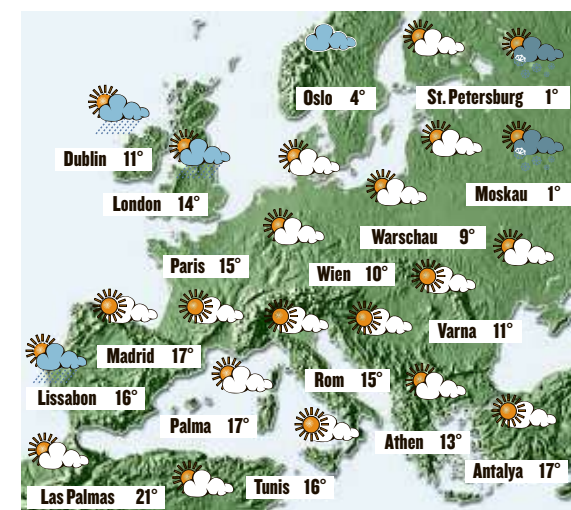 Oslo 4°
St. Petersburg 1°
Dublin 11°
London 14°
Moskau 1°
Warschau 9°
Paris 15°
Wien 10°
Varna 11°
Madrid 17°
Rom 15°
Lissabon 16°
Palma 17°
Athen 13°
Antalya 17°
Las Palmas 21°
Tunis 16°